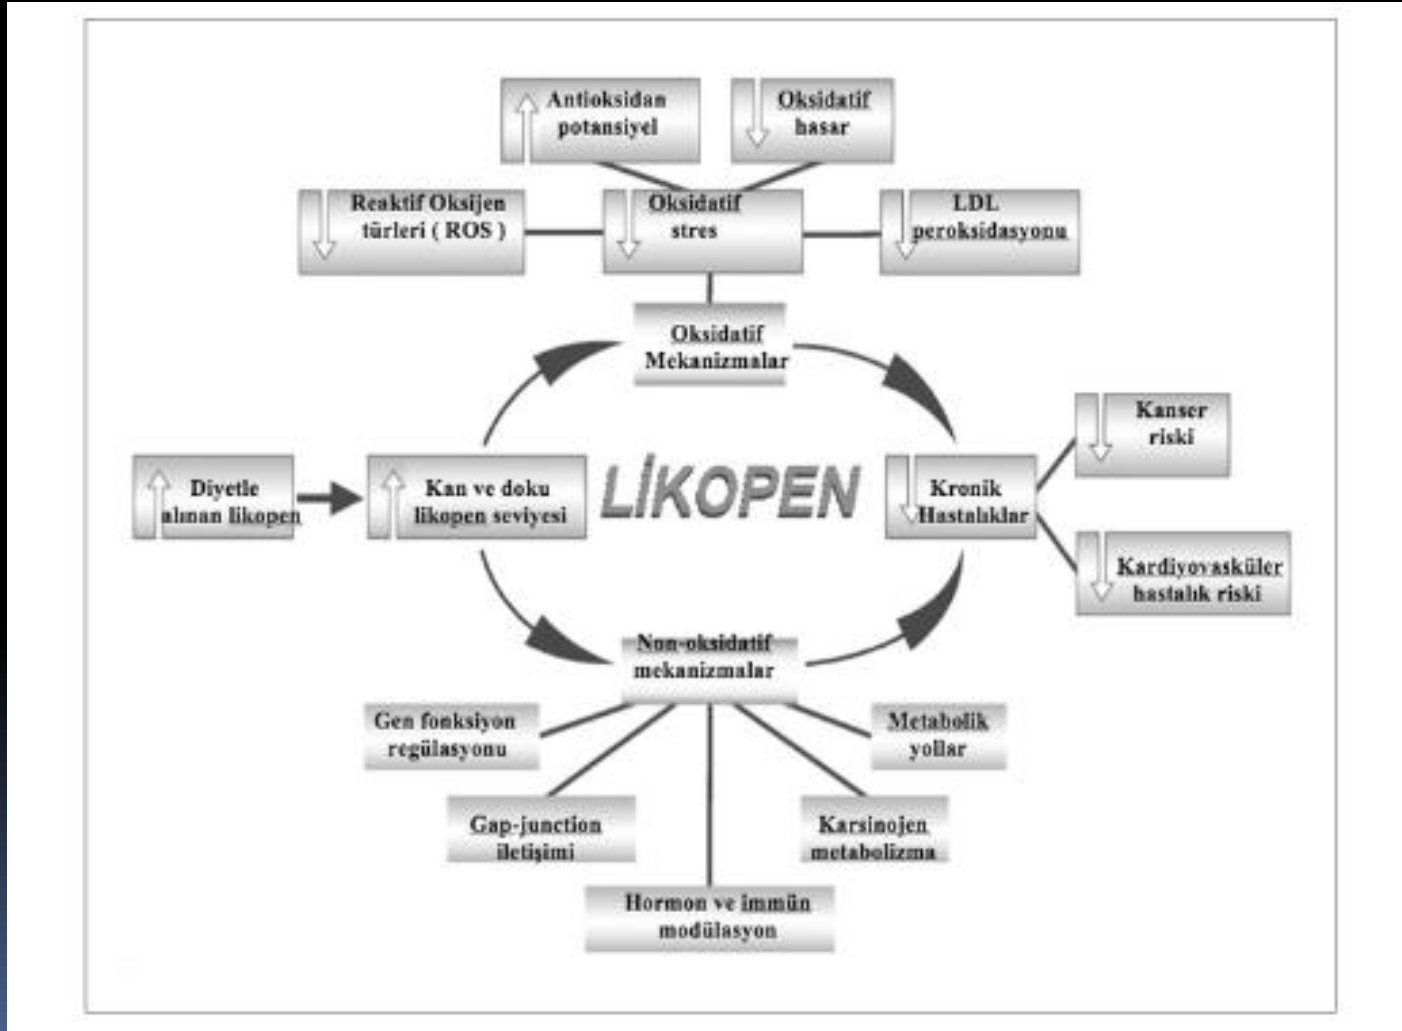 Antioksidan
potansiyel
Oksidatif
hasar
Reaktif Oksijen
türleri ( ROS )
Oksidatif
stres
LDL
peroksidasyonu
Oksidatif
Mekanizmalar
Diyetle
alınan likopen
Kan ve doku
likopen seviyesi
LİKOPEN
Kronik
Hastalıklar
Kanser
riski
Kardiyovasküler
hastalık riski
Non-oksidatif
mekanizmalar
Gen fonksiyon
regülasyonu
Metabolik
yollar
Gap-junction
iletişimi
Karsinojen
metabolizma
Hormon ve immün
modülasyon